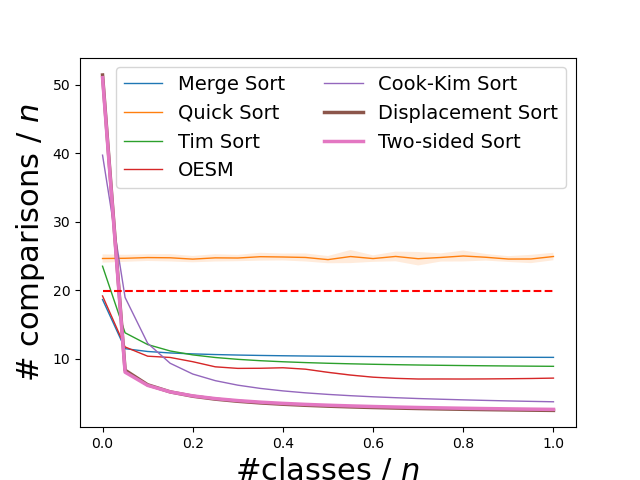 # comparisons / n
50
40
30
20
10
Merge Sort
Quick Sort
Tim Sort
OESM
Cook-Kim Sort
Displacement Sort
Two-sided Sort
0.0 0.2 0.4 0.6 0.8 1.0
#classes / n